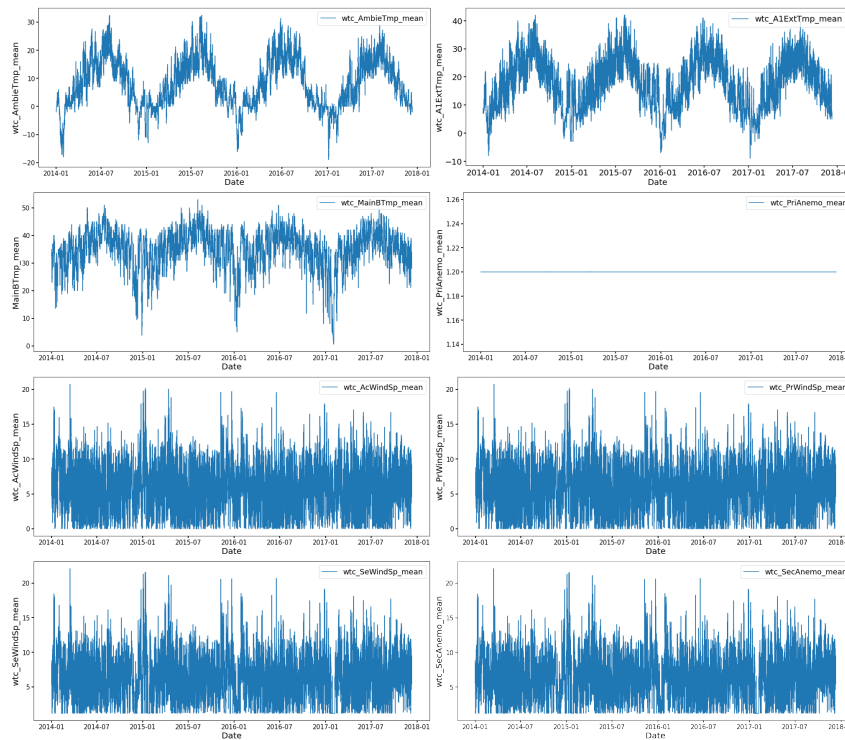 wtc_AmbieTmp_mean
wtc_AmbieTmp_mean
30
20
10
0
−10
−20
2014-01 2014-07 2015-01 2015-07 2016-01 2016-07 2017-01 2017-07 2018-01
Date
wtc_A1ExtTmp_mean
wtc_A1ExtTmp_mean
40
30
20
10
0
−10
2014-01 2014-07 2015-01 2015-07 2016-01 2016-07 2017-01 2017-07 2018-01
Date
wtc_MainBTmp_mean
MainBTmp_mean
50
40
30
20
10
0
2014-01 2014-07 2015-01 2015-07 2016-01 2016-07 2017-01 2017-07 2018-01
Date
wtc_PriAnemo_mean
wtc_PriAnemo_mean
1.26
1.24
1.22
1.20
1.18
1.16
1.14
2014-01 2014-07 2015-01 2015-07 2016-01 2016-07 2017-01 2017-07 2018-
Date
wtc_AcWindSp_mean
wtc_AcWindSp_mean
20
15
10
5
0
2014-01 2014-07 2015-01 2015-07 2016-01 2016-07 2017-01 2017-07 2018-01
Date
wtc_PrWindSp_mean
wtc_PrWindSp_mean
20
15
10
5
0
2014-01 2014-07 2015-01 2015-07 2016-01 2016-07 2017-01 2017-07 2018-
Date
wtc_SeWindSp_mean
wtc_SeWindSp_mean
20
15
10
5
2014-01 2014-07 2015-01 2015-07 2016-01 2016-07 2017-01 2017-07 2018-01
Date
wtc_SecAnemo_mean
wtc_SecAnemo_mean
20
15
10
5
2014-01 2014-07 2015-01 2015-07 2016-01 2016-07 2017-01 2017-07 2018-
Date